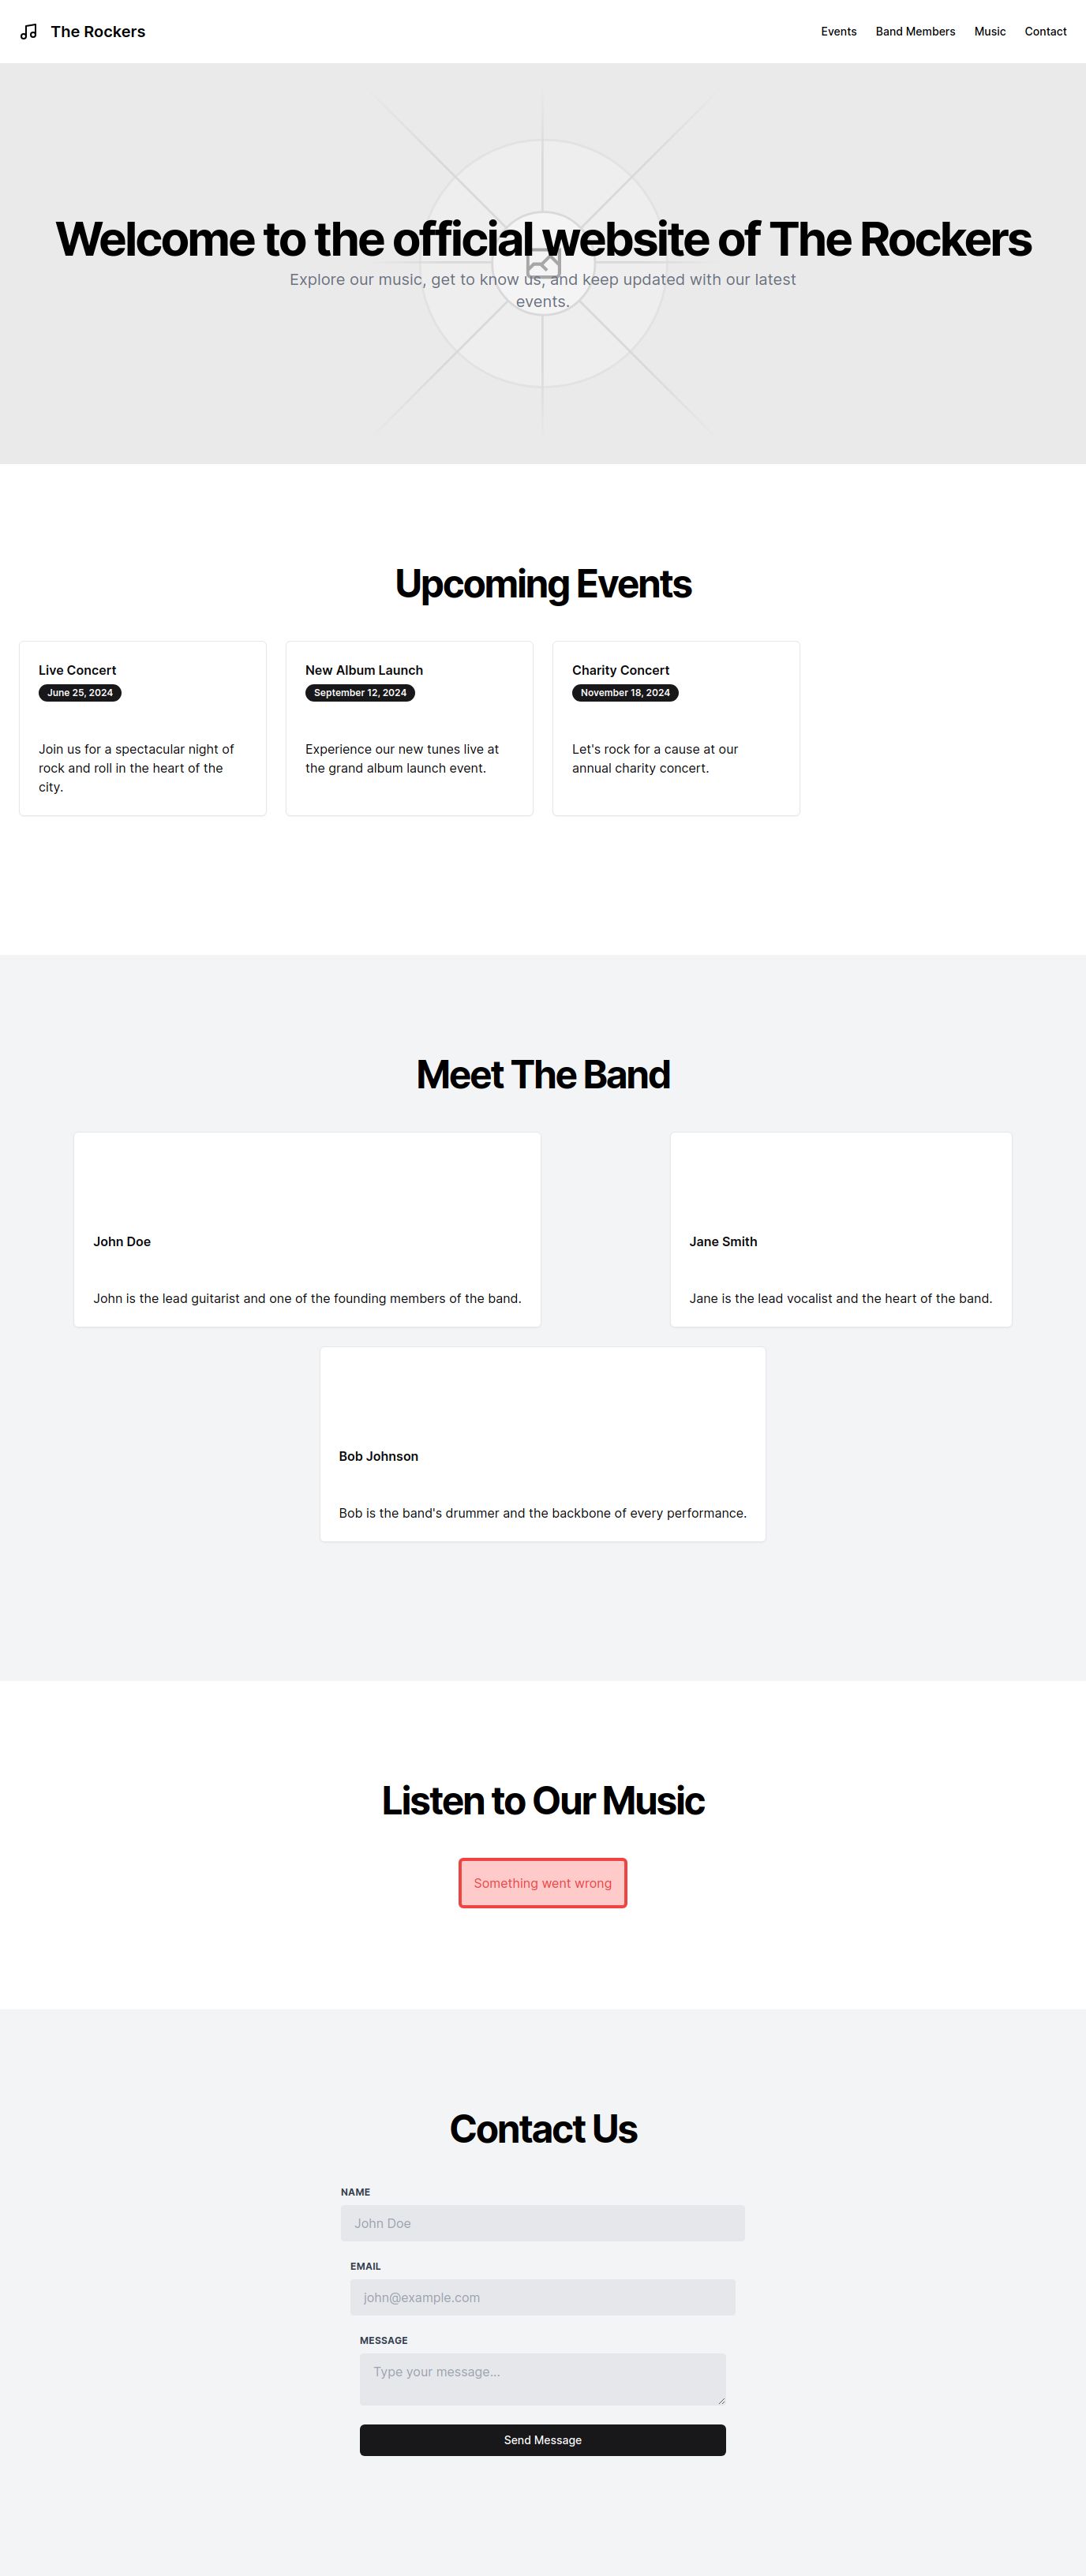 The Rockers
Events
Band Members
Music
Contact
Welcome to the official website of The Rockers
Explore our music, get to know us, and keep updated with our latest
events.
Upcoming Events
Live Concert
June 25, 2024
Join us for a spectacular night of
rock and roll in the heart of the
city.
New Album Launch
September 12, 2024
Experience our new tunes live at
the grand album launch event.
Charity Concert
November 18, 2024
Let's rock for a cause at our
annual charity concert.
Meet The Band
John Doe
John is the lead guitarist and one of the founding members of the band.
Jane Smith
Jane is the lead vocalist and the heart of the band.
Bob Johnson
Bob is the band's drummer and the backbone of every performance.
Listen to Our Music
Something went wrong
Contact Us
NAME
John Doe
EMAIL
john@example.com
MESSAGE
Type your message...
Send Message